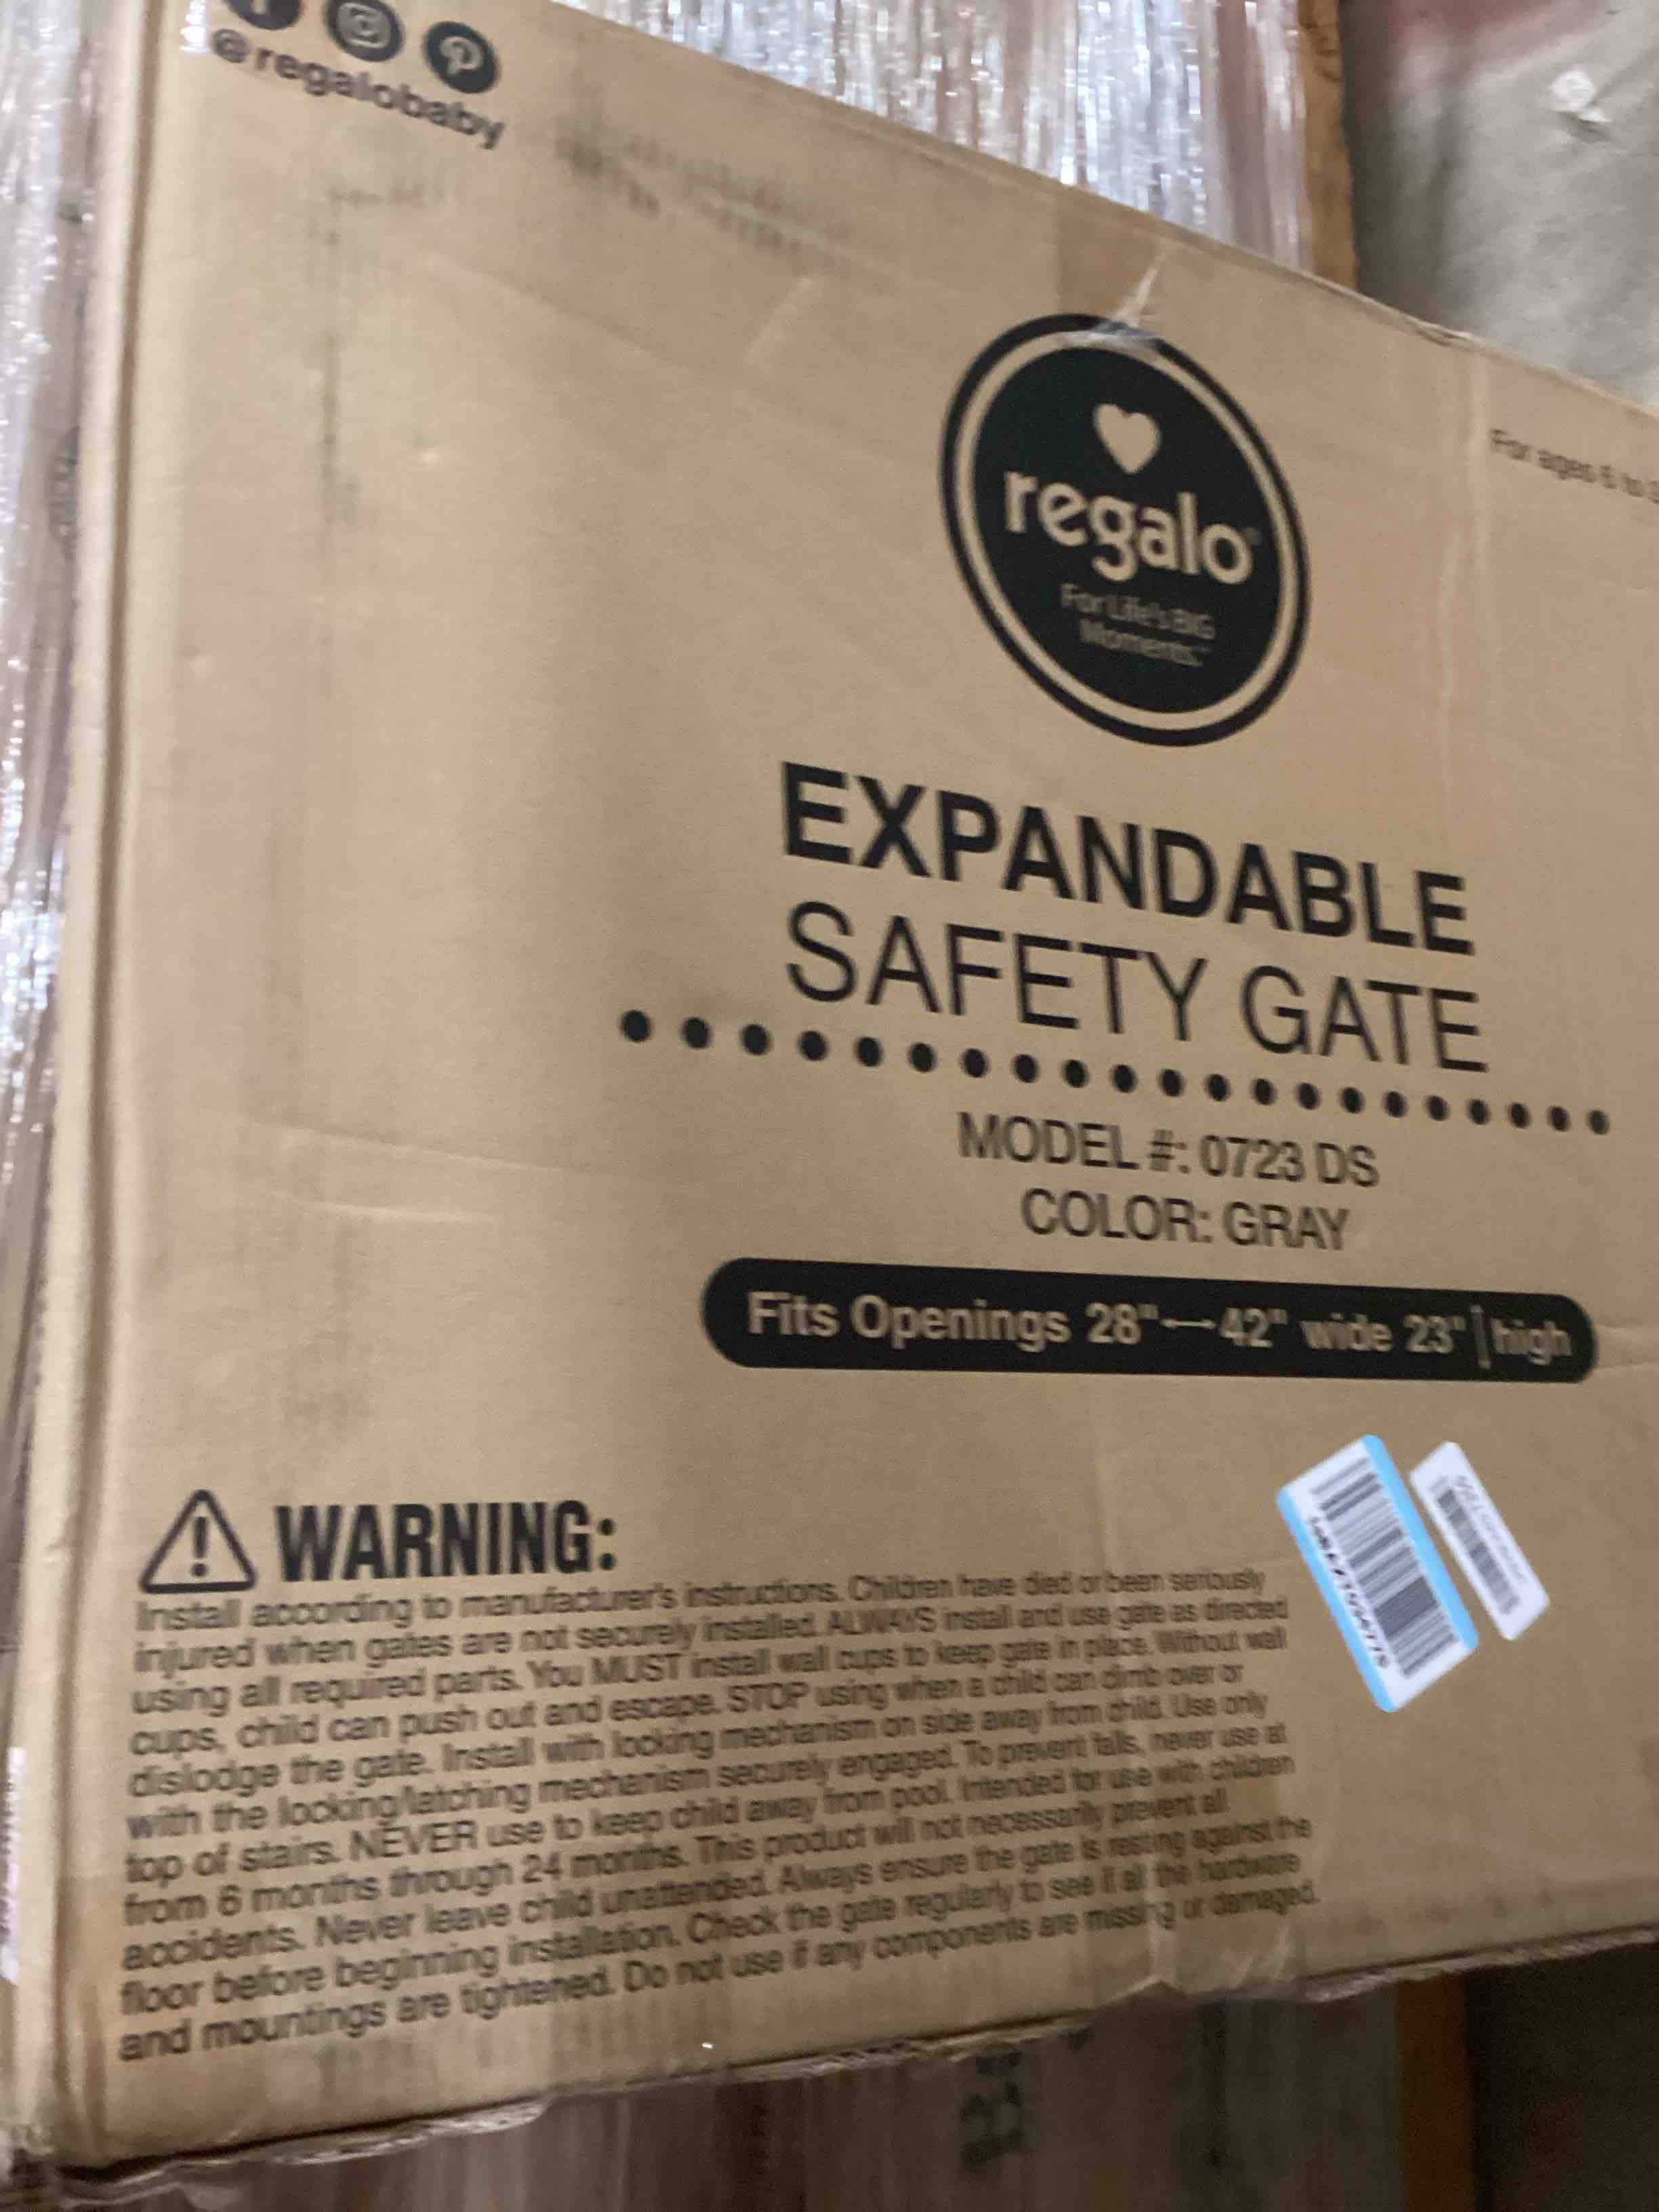 @regalobaby
For ages 6 to
regalo
For Life's BIG
Moments.™
EXPANDABLE
SAFETY GATE
MODEL #: 0723 DS
COLOR: GRAY
Fits Openings 28" 42" wide 23" high
WARNING:
Install according to manufacturer's instructions. Children have died or been seriously
injured when gates are not securely installed. ALWAYS install and use gate as directed
using all required parts. You MUST install wall cups to keep gate in place. Without wall
cups, child can push out and escape. STOP using when a child can climb over or
dislodge the gate. Install with locking mechanism on side away from child. Use only
with the locking/latching mechanism securely engaged. To prevent falls, never use at
top of stairs. NEVER use to keep child away from pool. Intended for use with children
from 6 months through 24 months. This product will not necessarily prevent all
accidents. Never leave child unattended. Always ensure the gate is resting against the
floor before beginning installation. Check the gate regularly to see if all the hardware
and mountings are tightened. Do not use if any components are missing or damaged.